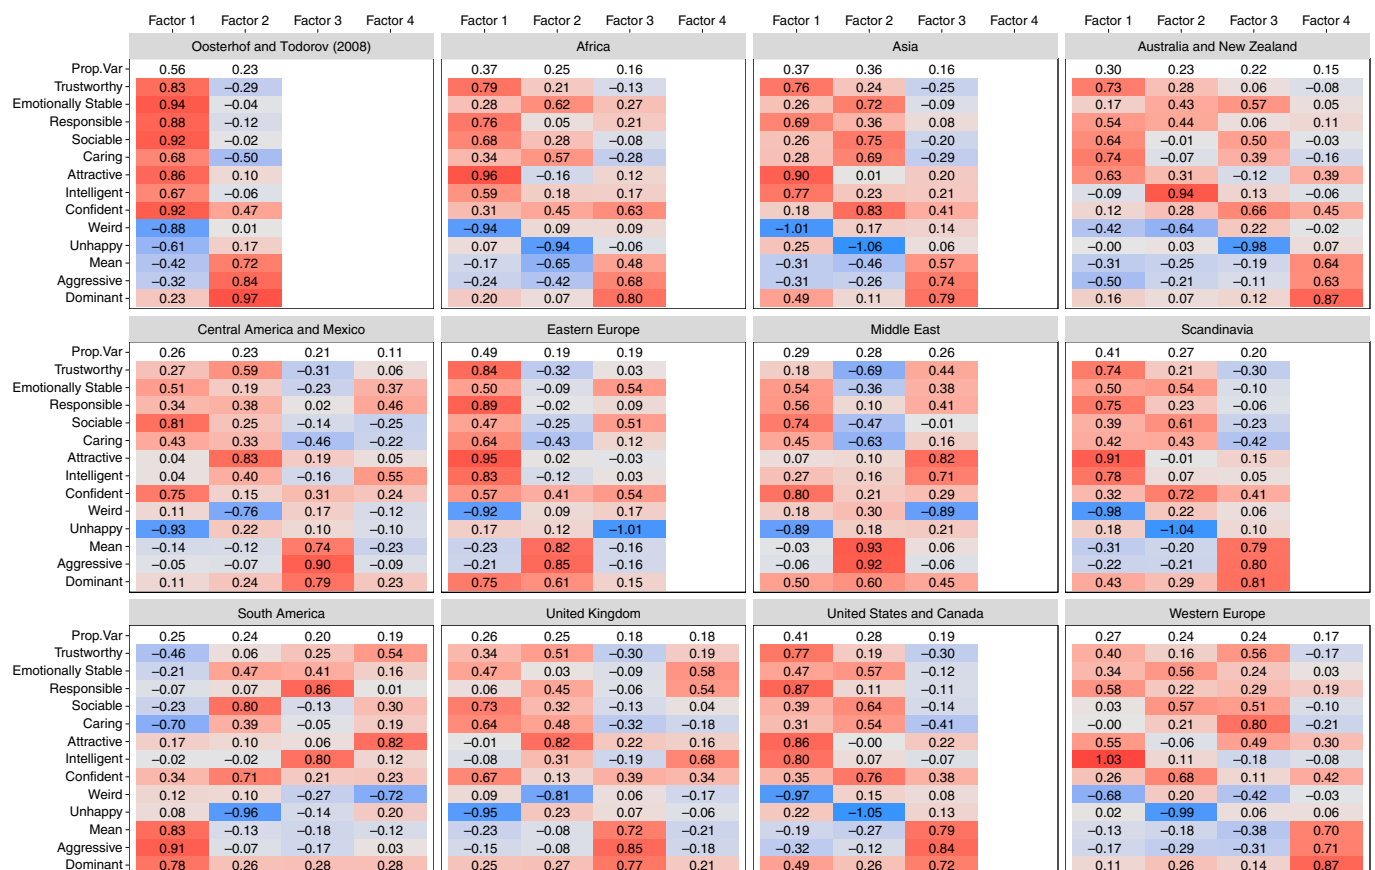 Factor 1 Factor 2 Factor 3 Factor 4 Factor 1 Factor 2 Factor 3 Factor 4 Factor 1 Factor 2 Factor 3 Factor 4 Factor 1 Factor 2 Factor 3 Factor 4
Oosterhof and Todorov (2008) Africa Asia Australia and New Zealand
Prop.Var 0.56 0.23 0.37 0.25 0.16 0.37 0.36 0.16 0.30 0.23 0.22 0.15
Trustworthy 0.83 −0.29 0.79 0.21 −0.13 0.76 0.24 −0.25 0.73 0.28 0.06 −0.08
Emotionally Stable 0.94 −0.04 0.28 0.62 0.27 0.26 0.72 −0.09 0.17 0.43 0.57 0.05
Responsible 0.88 −0.12 0.76 0.05 0.21 0.69 0.36 0.08 0.54 0.44 0.06 0.11
Sociable 0.92 −0.02 0.68 0.28 −0.08 0.26 0.75 −0.20 0.64 −0.01 0.50 −0.03
Caring 0.68 −0.50 0.34 0.57 −0.28 0.28 0.69 −0.29 0.74 −0.07 0.39 −0.16
Attractive 0.86 0.10 0.96 −0.16 0.12 0.90 0.01 0.20 0.63 0.31 −0.12 0.39
Intelligent 0.67 −0.06 0.59 0.18 0.17 0.77 0.23 0.21 −0.09 0.94 0.13 −0.06
Confident 0.92 0.47 0.31 0.45 0.63 0.18 0.83 0.41 0.12 0.28 0.66 0.45
Weird −0.88 0.01 −0.94 0.09 0.09 −1.01 0.17 0.14 −0.42 −0.64 0.22 −0.02
Unhappy −0.61 0.17 0.07 −0.94 −0.06 0.25 −1.06 0.06 −0.00 0.03 −0.98 0.07
Mean −0.42 0.72 −0.17 −0.65 0.48 −0.31 −0.46 0.57 −0.31 −0.25 −0.19 0.64
Aggressive −0.32 0.84 −0.24 −0.42 0.68 −0.31 −0.26 0.74 −0.50 −0.21 −0.11 0.63
Dominant 0.23 0.97 0.20 0.07 0.80 0.49 0.11 0.79 0.16 0.07 0.12 0.87
Central America and Mexico Eastern Europe Middle East Scandinavia
Prop.Var 0.26 0.23 0.21 0.11 0.49 0.19 0.19 0.29 0.28 0.26 0.41 0.27 0.20
Trustworthy 0.27 0.59 −0.31 0.06 0.84 −0.32 0.03 0.18 −0.69 0.44 0.74 0.21 −0.30
Emotionally Stable 0.51 0.19 −0.23 0.37 0.50 −0.09 0.54 0.54 −0.36 0.38 0.50 0.54 −0.10
Responsible 0.34 0.38 0.02 0.46 0.89 −0.02 0.09 0.56 0.10 0.41 0.75 0.23 −0.06
Sociable 0.81 0.25 −0.14 −0.25 0.47 −0.25 0.51 0.74 −0.47 −0.01 0.39 0.61 −0.23
Caring 0.43 0.33 −0.46 −0.22 0.64 −0.43 0.12 0.45 −0.63 0.16 0.42 0.43 −0.42
Attractive 0.04 0.83 0.19 0.05 0.95 0.02 −0.03 0.07 0.10 0.82 0.91 −0.01 0.15
Intelligent 0.04 0.40 −0.16 0.55 0.83 −0.12 0.03 0.27 0.16 0.71 0.78 0.07 0.05
Confident 0.75 0.15 0.31 0.24 0.57 0.41 0.54 0.80 0.21 0.29 0.32 0.72 0.41
Weird 0.11 −0.76 0.17 −0.12 −0.92 0.09 0.17 0.18 0.30 −0.89 −0.98 0.22 0.06
Unhappy −0.93 0.22 0.10 −0.10 0.17 0.12 −1.01 −0.89 0.18 0.21 0.18 −1.04 0.10
Mean −0.14 −0.12 0.74 −0.23 −0.23 0.82 −0.16 −0.03 0.93 0.06 −0.31 −0.20 0.79
Aggressive −0.05 −0.07 0.90 −0.09 −0.21 0.85 −0.16 −0.06 0.92 −0.06 −0.22 −0.21 0.80
Dominant 0.11 0.24 0.79 0.23 0.75 0.61 0.15 0.50 0.60 0.45 0.43 0.29 0.81
South America United Kingdom United States and Canada Western Europe
Prop.Var 0.25 0.24 0.20 0.19 0.26 0.25 0.18 0.18 0.41 0.28 0.19 0.27 0.24 0.24 0.17
Trustworthy −0.46 0.06 0.25 0.54 0.34 0.51 −0.30 0.19 0.77 0.19 −0.30 0.40 0.16 0.56 −0.17
Emotionally Stable −0.21 0.47 0.41 0.16 0.47 0.03 −0.09 0.58 0.47 0.57 −0.12 0.34 0.56 0.24 0.03
Responsible −0.07 0.07 0.86 0.01 0.06 0.45 −0.06 0.54 0.87 0.11 −0.11 0.58 0.22 0.29 0.19
Sociable −0.23 0.80 −0.13 0.30 0.73 0.32 −0.13 0.04 0.39 0.64 −0.14 0.03 0.57 0.51 −0.10
Caring −0.70 0.39 −0.05 0.19 0.64 0.48 −0.32 −0.18 0.31 0.54 −0.41 −0.00 0.21 0.80 −0.21
Attractive 0.17 0.10 0.06 0.82 −0.01 0.82 0.22 0.16 0.86 −0.00 0.22 0.55 −0.06 0.49 0.30
Intelligent −0.02 −0.02 0.80 0.12 −0.08 0.31 −0.19 0.68 0.80 0.07 −0.07 1.03 0.11 −0.18 −0.08
Confident 0.34 0.71 0.21 0.23 0.67 0.13 0.39 0.34 0.35 0.76 0.38 0.26 0.68 0.11 0.42
Weird 0.12 0.10 −0.27 −0.72 0.09 −0.81 0.06 −0.17 −0.97 0.15 0.08 −0.68 0.20 −0.42 −0.03
Unhappy 0.08 −0.96 −0.14 0.20 −0.95 0.23 0.07 −0.06 0.22 −1.05 0.13 0.02 −0.99 0.06 0.06
Mean 0.83 −0.13 −0.18 −0.12 −0.23 −0.08 0.72 −0.21 −0.19 −0.27 0.79 −0.13 −0.18 −0.38 0.70
Aggressive 0.91 −0.07 −0.17 0.03 −0.15 −0.08 0.85 −0.18 −0.32 −0.12 0.84 −0.17 −0.29 −0.31 0.71
Dominant 0.78 0.26 0.28 0.28 0.25 0.27 0.77 0.21 0.49 0.26 0.72 0.11 0.26 0.14 0.87